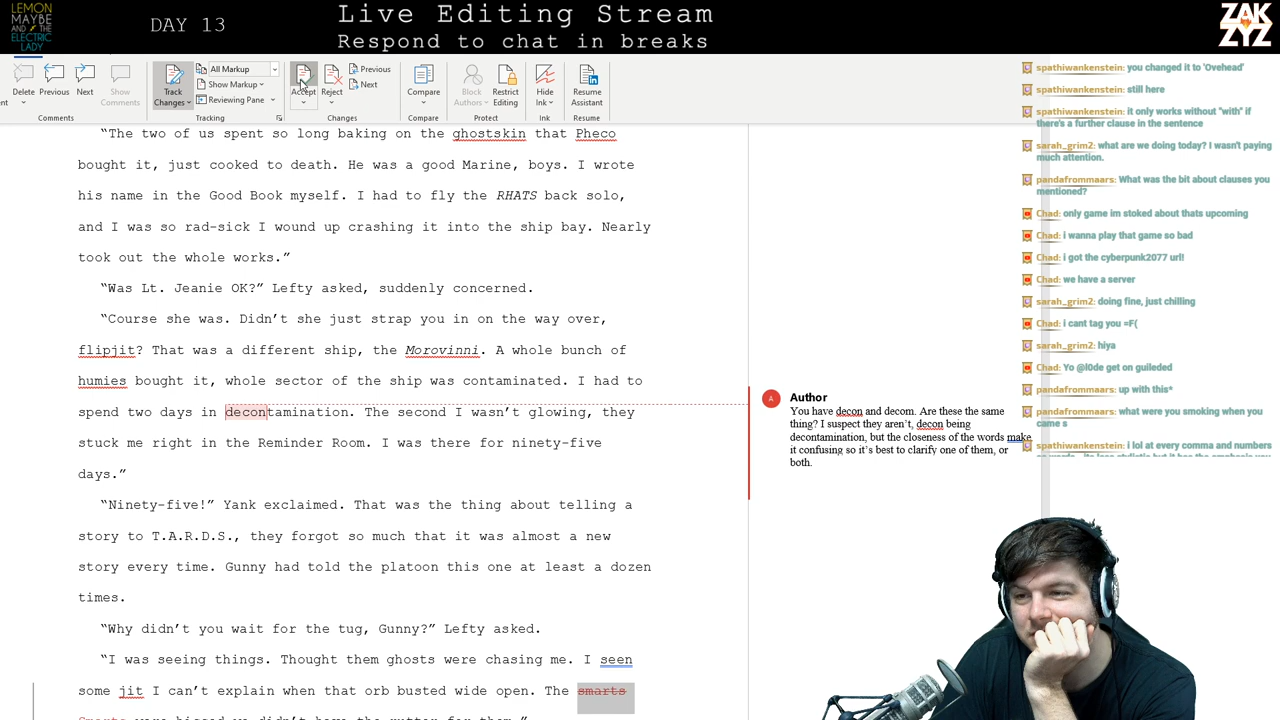 LEMON
MAYBE
AND THE
ELECTRIC
LADY
DAY 13
Live Editing Stream
Respond to chat in breaks
ZAK
ZYZ
Delete
Previous
Next
Show
Comments
Comments
Track
Changes
All Markup
Show Markup
Reviewing Pane
Tracking
Accept
Reject
Previous
Next
Changes
Compare
Compare
Block
Authors
Restrict
Editing
Protect
Hide
Ink
Ink
Resume
Assistant
Resume
“The two of us spent so long baking on the ghostskin that Pheco
bought it, just cooked to death. He was a good Marine, boys. I wrote
his name in the Good Book myself. I had to fly the RHATS back solo,
and I was so rad-sick I wound up crashing it into the ship bay. Nearly
took out the whole works.”
“Was Lt. Jeanie OK?” Lefty asked, suddenly concerned.
“Course she was. Didn’t she just strap you in on the way over,
flipjit? That was a different ship, the Morovinni. A whole bunch of
humies bought it, whole sector of the ship was contaminated. I had to
spend two days in decontamination. The second I wasn’t glowing, they
stuck me right in the Reminder Room. I was there for ninety-five
days.”
“Ninety-five!” Yank exclaimed. That was the thing about telling a
story to T.A.R.D.S., they forgot so much that it was almost a new
story every time. Gunny had told the platoon this one at least a dozen
times.
“Why didn’t you wait for the tug, Gunny?” Lefty asked.
“I was seeing things. Thought them ghosts were chasing me. I seen
some jit I can’t explain when that orb busted wide open. The smarts
A
Author
You have decon and decom. Are these the same
thing? I suspect they aren’t, decon being
decontamination, but the closeness of the words make
it confusing so it’s best to clarify one of them, or
both.
spathiwankenstein: you changed it to 'Ovehead'
spathiwankenstein: still here
spathiwankenstein: it only works without "with" if
there's a further clause in the sentence
sarah_grim2: what are we doing today? I wasn't paying
much attention.
pandafrommaars: What was the bit about clauses you
mentioned?
Chad: only game im stoked about thats upcoming
Chad: i wanna play that game so bad
Chad: i got the cyberpunk2077 url!
Chad: we have a server
sarah_grim2: doing fine, just chilling
Chad: i cant tag you =F(
sarah_grim2: hiya
Chad: Yo @l0de get on guileded
pandafrommaars: up with this*
pandafrommaars: what were you smoking when you
came s
spathiwankenstein: i lol at every comma and numbers